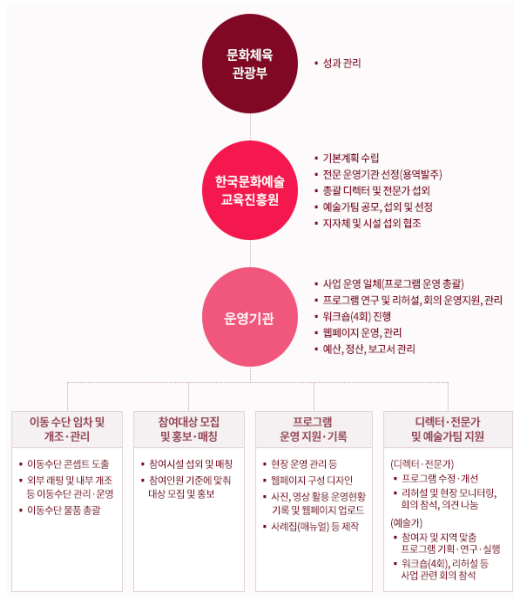 문화체육
관광부
성과 관리
한국문화예술
교육진흥원
기본계획 수립
전문 운영기관 선정(용역발주)
총괄 디렉터 및 전문가 섭외
예술가팀 공모, 섭외 및 선정
지자체 및 시설 섭외 협조
운영기관
사업 운영 일체(프로그램 운영 총괄)
프로그램 연구 및 리허설, 회의 운영지원, 관리
워크숍(4회) 진행
웹페이지 운영, 관리
예산, 정산, 보고서 관리
이동 수단 임차 및
개조·관리
이동수단 콘셉트 도출
외부 래핑 및 내부 개조
등 이동수단 관리·운영
이동수단 물품 총괄
참여대상 모집
및 홍보·매칭
참여시설 섭외 및 매칭
참여인원 기준에 맞춰
대상 모집 및 홍보
프로그램
운영 지원·기록
현장 운영 관리 등
웹페이지 구성 디자인
사진, 영상 활용 운영현황
기록 및 웹페이지 업로드
사례집(매뉴얼) 등 제작
디렉터·전문가
및 예술가팀 지원
(디렉터·전문가)
프로그램 수정·개선
리허설 및 현장 모니터링,
회의 참석, 의견 나눔
(예술가)
참여자 및 지역 맞춤
프로그램 기획·연구·실행
워크숍(4회), 리허설 등
사업 관련 회의 참석